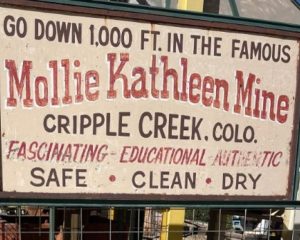 GO DOWN 1,000 FT. IN THE FAMOUS
Mollie Kathleen Mine
CRIPPLE CREEK, COLO.
FASCINATING - EDUCATIONAL - AUTHENTIC
SAFE • CLEAN • DRY